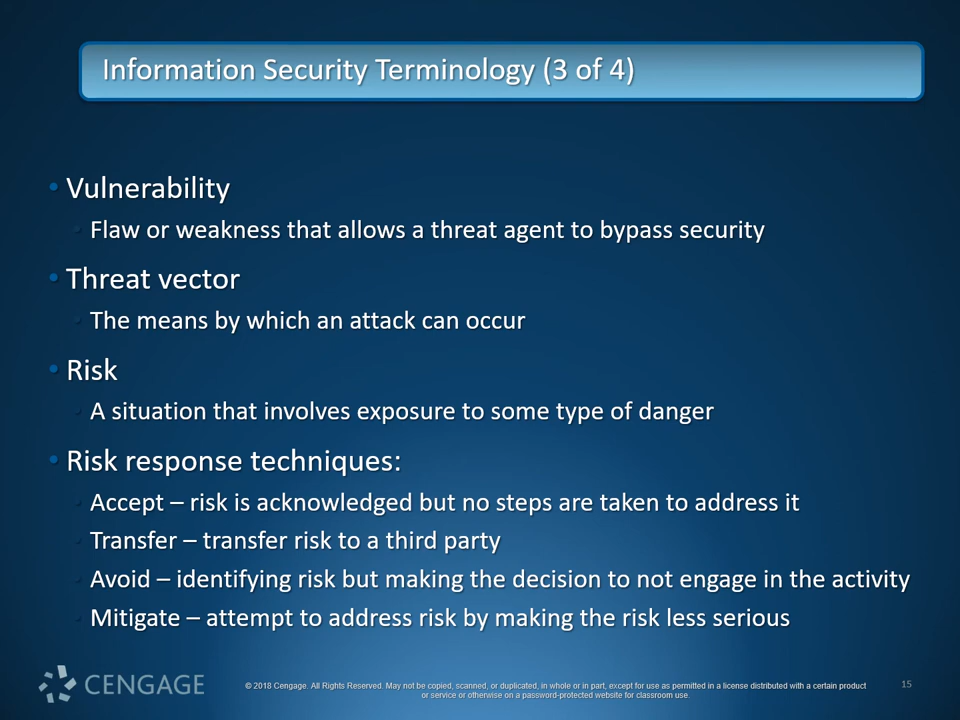 Information Security Terminology (3 of 4)
• Vulnerability
• Flaw or weakness that allows a threat agent to bypass security
• Threat vector
• The means by which an attack can occur
• Risk
• A situation that involves exposure to some type of danger
• Risk response techniques:
• Accept – risk is acknowledged but no steps are taken to address it
• Transfer – transfer risk to a third party
• Avoid – identifying risk but making the decision to not engage in the activity
• Mitigate – attempt to address risk by making the risk less serious
CENGAGE
© 2018 Cengage. All Rights Reserved. May not be copied, scanned, or duplicated, in whole or in part, except for use as permitted in a license distributed with a certain product
or service or otherwise on a password-protected website for classroom use.
15